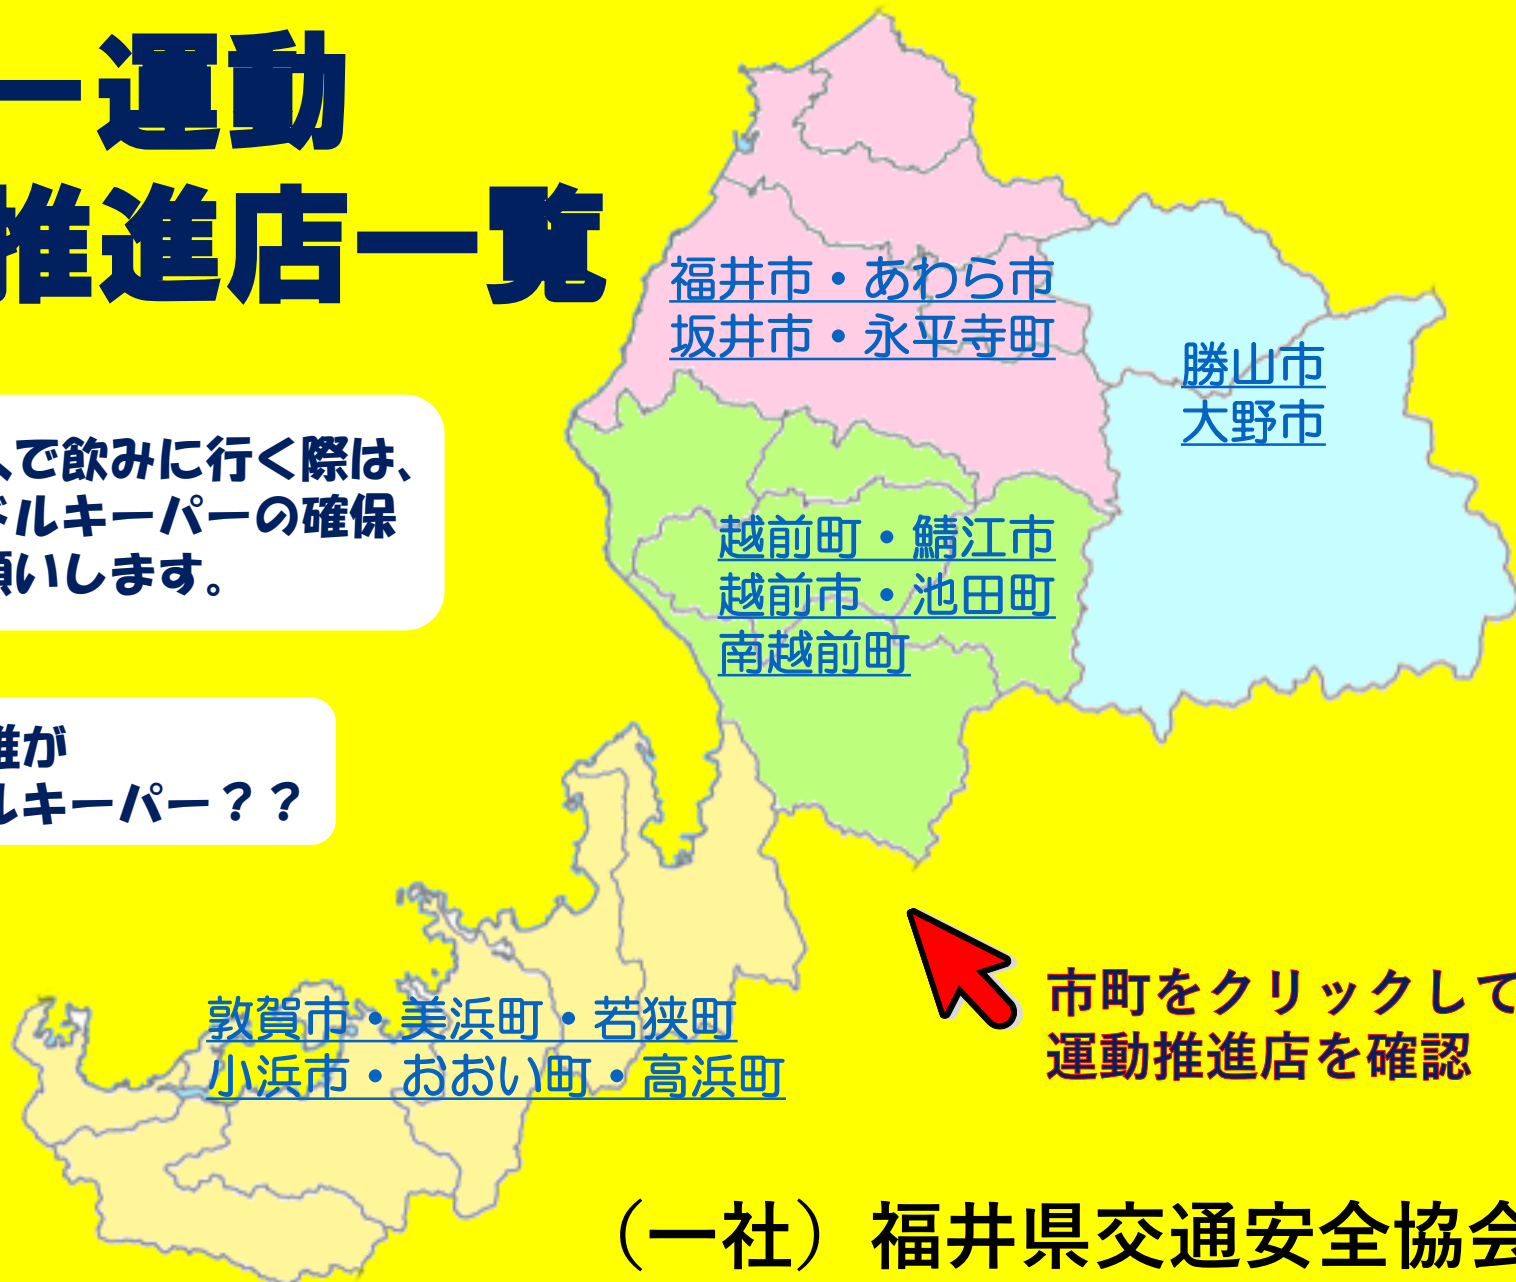 ー運動
推進店一覧
福井市・あわら市
坂井市・永平寺町
勝山市
大野市
で飲みに行く際は、
ドルキーパーの確保
願いします。
越前町・鯖江市
越前市・池田町
南越前町
誰が
ルキーパー？？
敦賀市・美浜町・若狭町
小浜市・おおい町・高浜町
市町をクリックして
運動推進店を確認
（一社）福井県交通安全協会